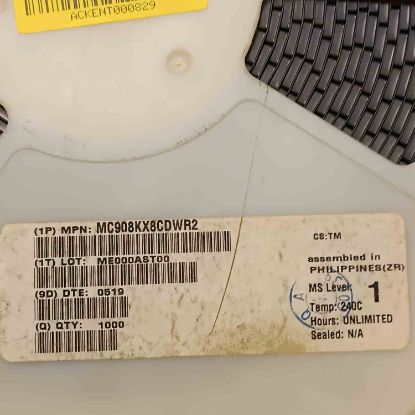 ACKENT000829
(1P) MPN: MC908KX8CDWR2
CS:TM
(1T) LOT: ME000AST00
assembled in
PHILIPPINES(ZR)
(9D) DTE: 0519
MS Level 1
Temp: 240C
(Q) QTY: 1000
Hours: UNLIMITED
Sealed: N/A